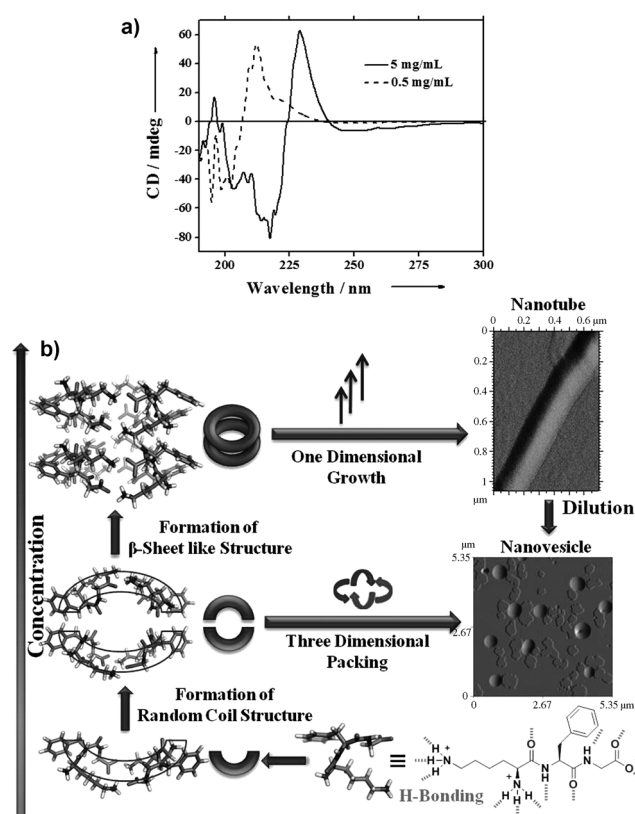 a)
60
40
20
0
-20
-40
-60
-80
CD / mdeg
5 mg/mL
0.5 mg/mL
200
225
250
275
300
Wavelength / nm
b)
Concentration
Nanotube
0 0.2 0.4 0.6 µm
0
0.2
0.4
0.6
0.8
1
µm
One Dimensional
Growth
Dilution
Formation of
β-Sheet like Structure
Nanovesicle
µm
5.35
2.67
0
0 2.67 5.35
µm
Three Dimensional
Packing
Formation of
Random Coil Structure
≡
H-Bonding
H
H
N
+
H
O
H
N
O
H
N
O
O
N
+
H
H
H